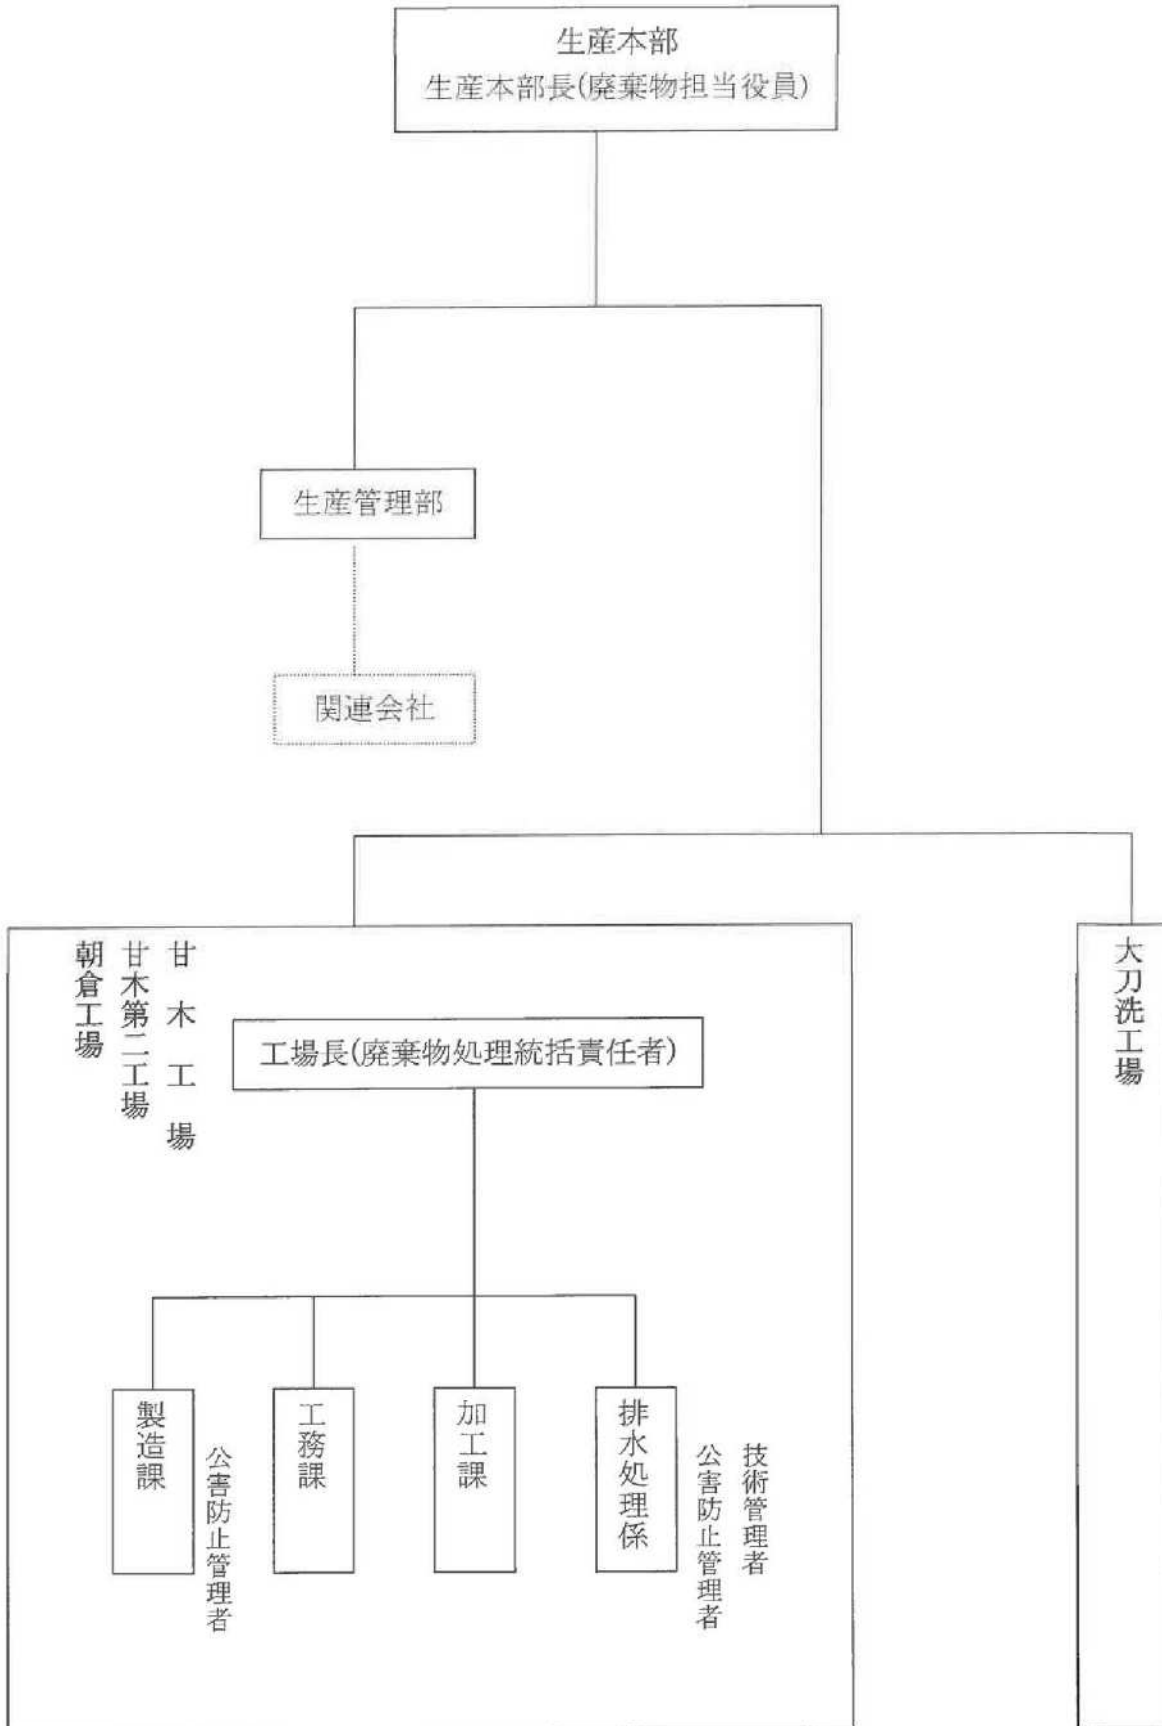 生産本部
生産本部長(廃棄物担当役員)
生産管理部
関連会社
甘木工場
甘木第二工場
朝倉工場
大刀洗工場
工場長(廃棄物処理統括責任者)
製造課
公害防止管理者
工務課
加工課
排水処理係
公害防止管理者
技術管理者